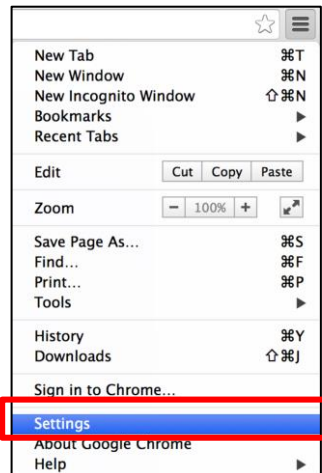 New Tab ⌘T
New Window ⌘N
New Incognito Window ⇧⌘N
Bookmarks ▶
Recent Tabs ▶
Edit Cut Copy Paste
Zoom − 100% +
Save Page As... ⌘S
Find... ⌘F
Print... ⌘P
Tools ▶
History ⌘Y
Downloads ⇧⌘J
Sign in to Chrome...
Settings
About Google Chrome
Help ▶